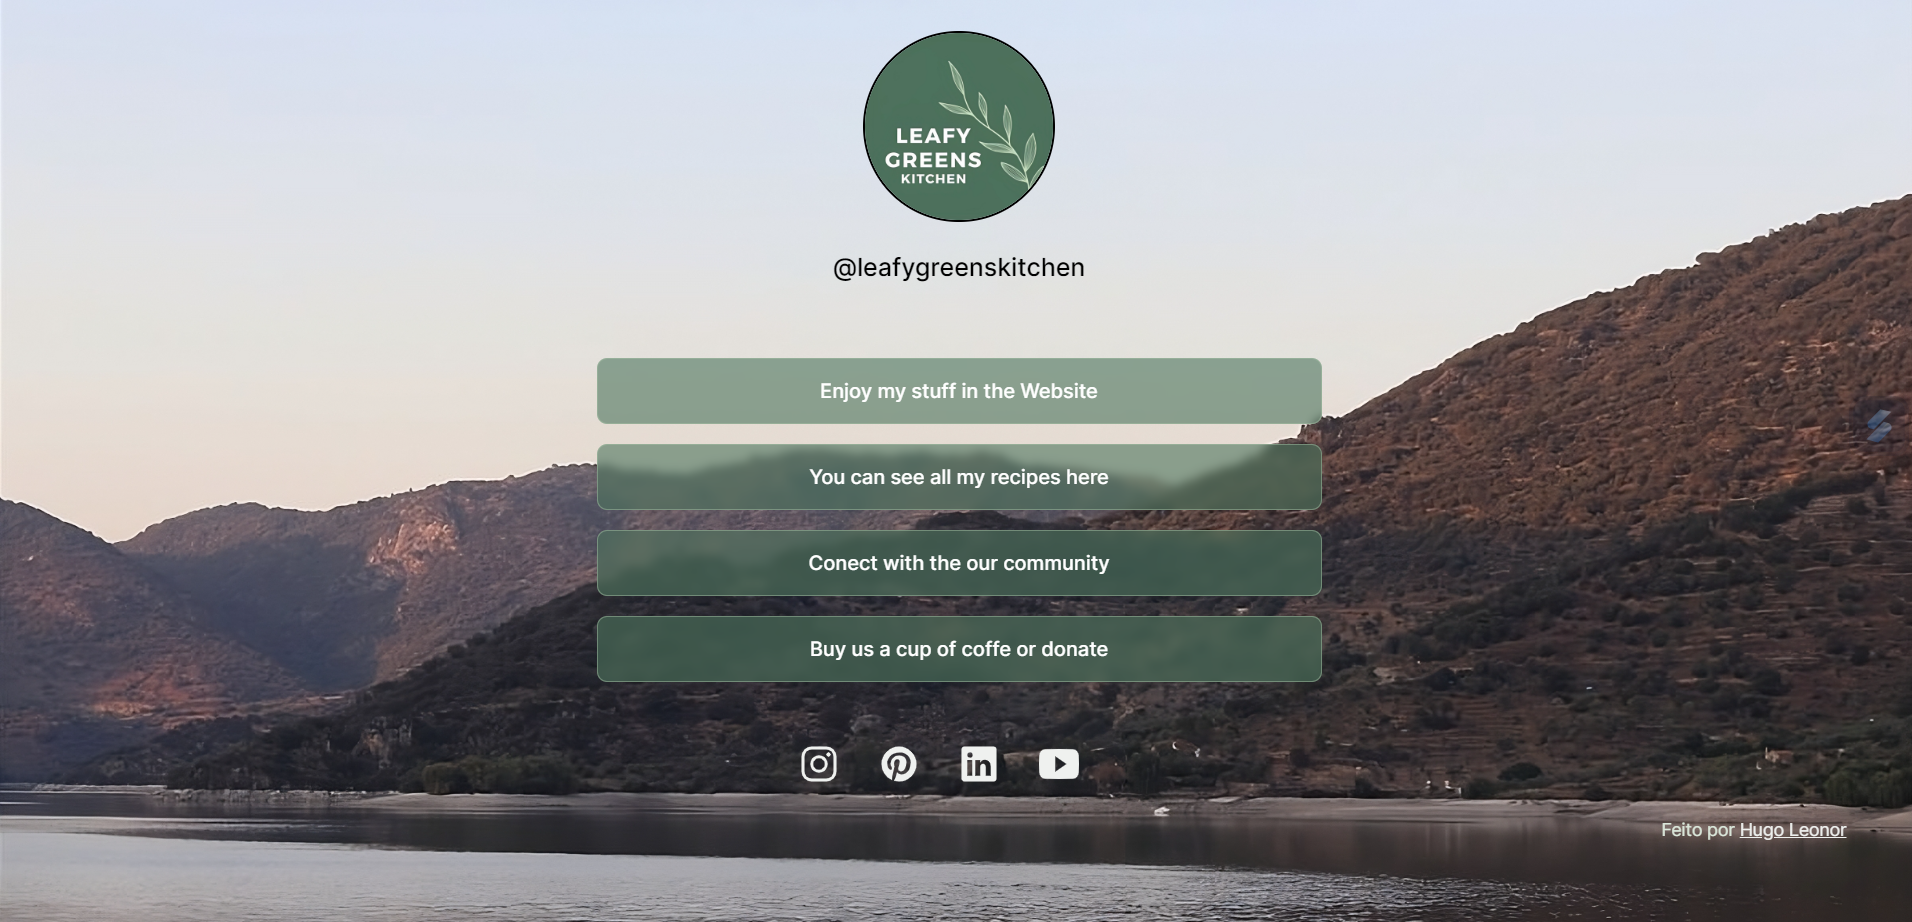 LEAFY
GREENS
KITCHEN
@leafygreenskitchen
Enjoy my stuff in the Website
You can see all my recipes here
Conect with the our community
Buy us a cup of coffe or donate
in
Feito por Hugo Leonor